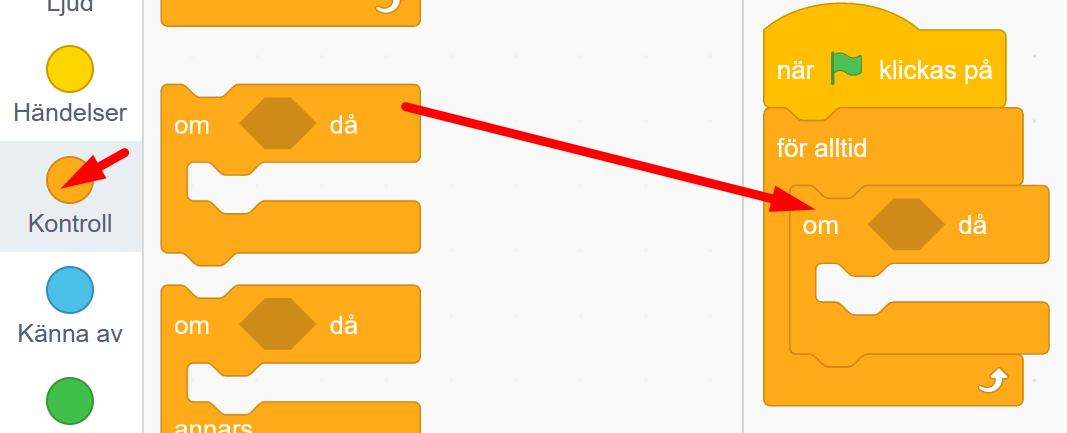 Ljud
Händelser
Kontroll
Känna av
om då
om då
annars
när klickas på
för alltid
om då